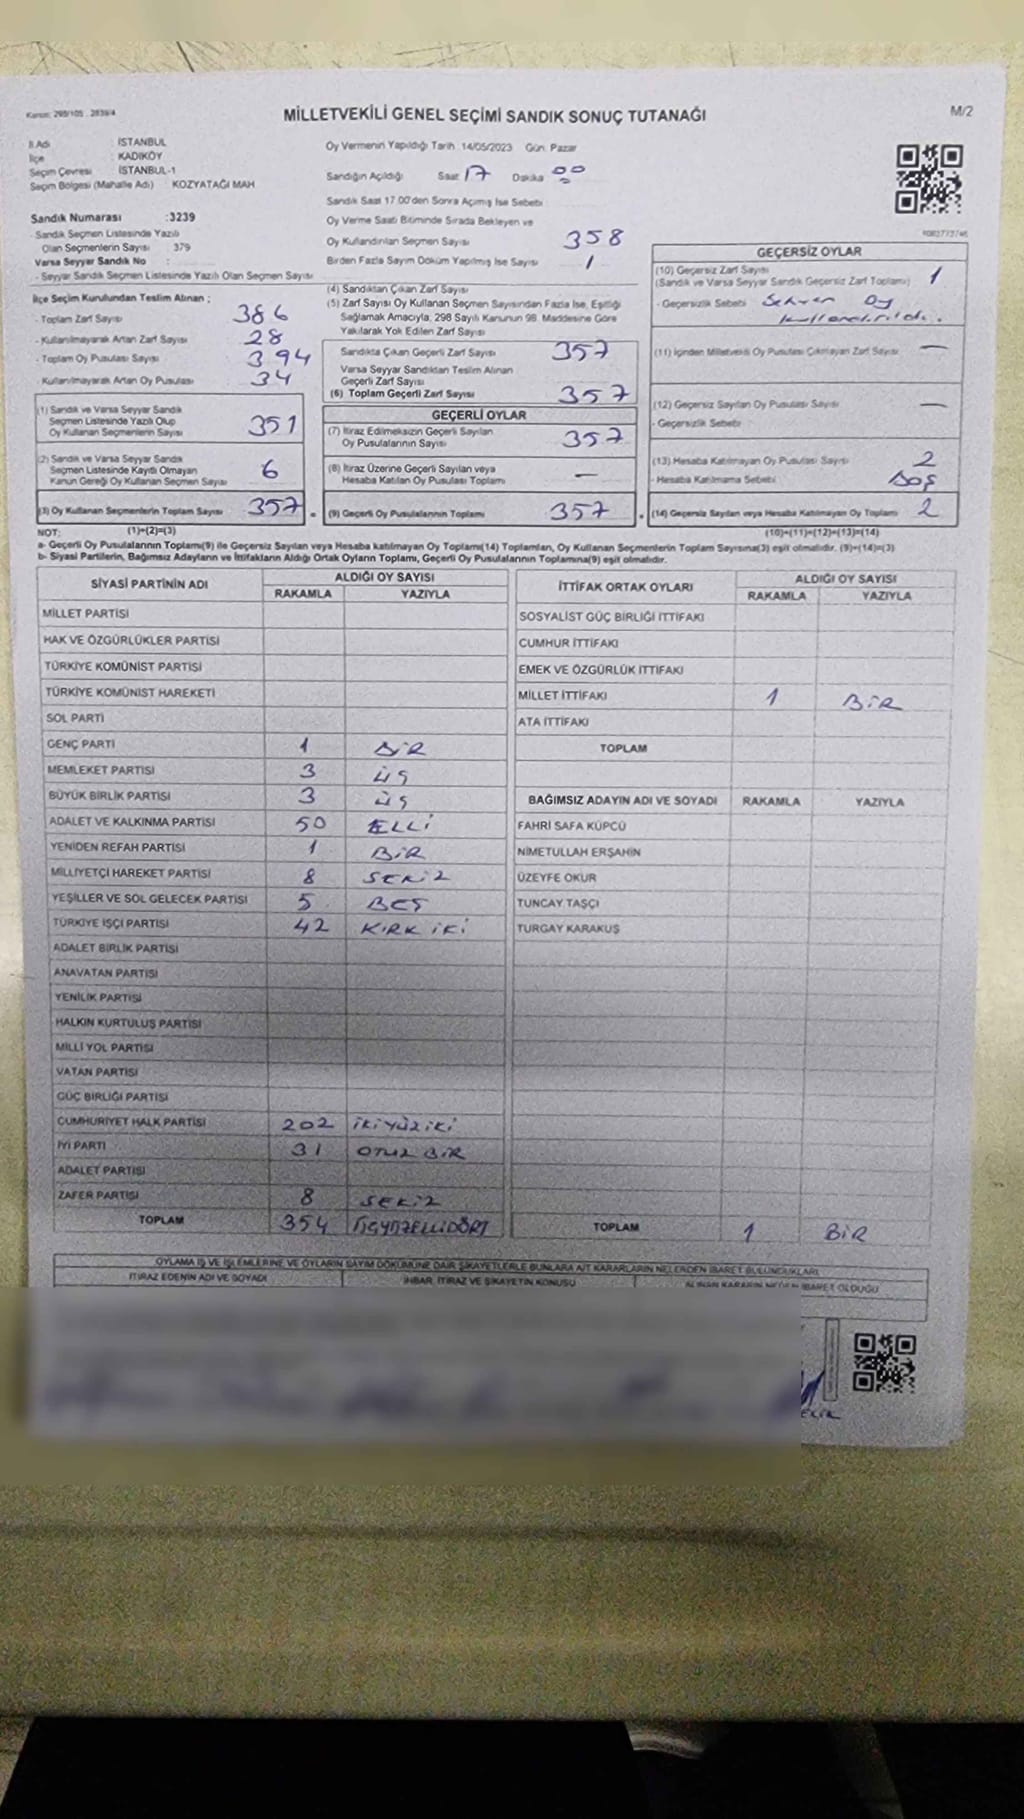 Kanun: 298/105 . 2839/4
MİLLETVEKİLİ GENEL SEÇİMİ SANDIK SONUÇ TUTANAĞI
M/2
İl Adı : İSTANBUL
İlçe : KADIKÖY
Seçim Çevresi : İSTANBUL-1
Seçim Bölgesi (Mahalle Adı) : KOZYATAĞI MAH
Oy Vermenin Yapıldığı Tarih :14/05/2023 Gün: Pazar
Sandığın Açıldığı Saat 17 Dakika 00
Sandık Saat 17.00'den Sonra Açılmış İse Sebebi
Oy Verme Saati Bitiminde Sırada Bekleyen ve
Oy Kullandırılan Seçmen Sayısı
Birden Fazla Sayım Döküm Yapılmış İse Sayısı 1
Sandık Numarası :3239
- Sandık Seçmen Listesinde Yazılı
Olan Seçmenlerin Sayısı 379
Varsa Seyyar Sandık No :
- Seyyar Sandık Seçmen Listesinde Yazılı Olan Seçmen Sayısı
İlçe Seçim Kurulundan Teslim Alınan ;
- Toplam Zarf Sayısı 386
- Kullanılmayarak Artan Zarf Sayısı 28
- Toplam Oy Pusulası Sayısı 394
- Kullanılmayarak Artan Oy Pusulası 34
(1) Sandık ve Varsa Seyyar Sandık
Seçmen Listesinde Yazılı Olup
Oy Kullanan Seçmenlerin Sayısı 351
(2) Sandık ve Varsa Seyyar Sandık
Seçmen Listesinde Kayıtlı Olmayan
Kanun Gereği Oy Kullanan Seçmen Sayısı 6
(3) Oy Kullanan Seçmenlerin Toplam Sayısı 357
358
(4) Sandıktan Çıkan Zarf Sayısı
(5) Zarf Sayısı Oy Kullanan Seçmen Sayısından Fazla İse, Eşitliği
Sağlamak Amacıyla; 298 Sayılı Kanunun 98. Maddesine Göre
Yakılarak Yok Edilen Zarf Sayısı
Sandıkta Çıkan Geçerli Zarf Sayısı 357
Varsa Seyyar Sandıktan Teslim Alınan
Geçerli Zarf Sayısı
(6) Toplam Geçerli Zarf Sayısı 357
GEÇERLİ OYLAR
(7) İtiraz Edilmeksizin Geçerli Sayılan
Oy Pusulalarının Sayısı 357
(8) İtiraz Üzerine Geçerli Sayılan veya
Hesaba Katılan Oy Pusulası Toplamı —
(9) Geçerli Oy Pusulalarının Toplamı 357
GEÇERSİZ OYLAR
(10) Geçersiz Zarf Sayısı
(Sandık ve Varsa Seyyar Sandık Geçersiz Zarf Toplamı) 1
- Geçersizlik Sebebi Oy
(11) İçinden Milletvekili Oy Pusulası Çıkmayan Zarf Sayısı —
(12) Geçersiz Sayılan Oy Pusulası Sayısı —
- Geçersizlik Sebebi
(13) Hesaba Katılmayan Oy Pusulası Sayısı 2
- Hesaba Katılmama Sebebi BOŞ
(14) Geçersiz Sayılan veya Hesaba Katılmayan Oy Toplamı 2
NOT: (1)+(2)=(3)
(10)+(11)+(12)+(13)=(14)
a- Geçerli Oy Pusulalarının Toplamı(9) ile Geçersiz Sayılan veya Hesaba katılmayan Oy Toplamı(14) Toplamları, Oy Kullanan Seçmenlerin Toplam Sayısına(3) eşit olmalıdır. (9)+(14)=(3)
b- Siyasi Partilerin, Bağımsız Adayların ve İttifakların Aldığı Ortak Oyların Toplamı, Geçerli Oy Pusulalarının Toplamına(9) eşit olmalıdır.
SİYASİ PARTİNİN ADI ALDIĞI OY SAYISI
RAKAMLA YAZIYLA
MİLLET PARTİSİ
HAK VE ÖZGÜRLÜKLER PARTİSİ
TÜRKİYE KOMÜNİST PARTİSİ
TÜRKİYE KOMÜNİST HAREKETİ
SOL PARTİ
GENÇ PARTİ 1 BİR
MEMLEKET PARTİSİ 3 ÜÇ
BÜYÜK BİRLİK PARTİSİ 3 ÜÇ
ADALET VE KALKINMA PARTİSİ 50 ELLİ
YENİDEN REFAH PARTİSİ 1 BİR
MİLLİYETÇİ HAREKET PARTİSİ 8 SEKİZ
YEŞİLLER VE SOL GELECEK PARTİSİ 5 BEŞ
TÜRKİYE İŞÇİ PARTİSİ 42 KIRK İKİ
ADALET BİRLİK PARTİSİ
ANAVATAN PARTİSİ
YENİLİK PARTİSİ
HALKIN KURTULUŞ PARTİSİ
MİLLİ YOL PARTİSİ
VATAN PARTİSİ
GÜÇ BİRLİĞİ PARTİSİ
CUMHURİYET HALK PARTİSİ 202 İKİYÜZİKİ
İYİ PARTİ 31 OTUZ BİR
ADALET PARTİSİ
ZAFER PARTİSİ 8 SEKİZ
TOPLAM 354 ÜÇYÜZELLİDÖRT
İTTİFAK ORTAK OYLARI ALDIĞI OY SAYISI
RAKAMLA YAZIYLA
SOSYALİST GÜÇ BİRLİĞİ İTTİFAKI
CUMHUR İTTİFAKI
EMEK VE ÖZGÜRLÜK İTTİFAKI
MİLLET İTTİFAKI 1 BİR
ATA İTTİFAKI
TOPLAM
BAĞIMSIZ ADAYIN ADI VE SOYADI RAKAMLA YAZIYLA
FAHRİ SAFA KÜPCÜ
NİMETULLAH ERŞAHİN
ÜZEYFE OKUR
TUNCAY TAŞÇI
TURGAY KARAKUŞ
TOPLAM 1 BİR
OYLAMA İŞ VE İŞLEMLERİNE VE OYLARIN SAYIM DÖKÜMÜNE DAİR ŞİKAYETLERLE BUNLARA AİT KARARLARIN NELERDEN İBARET BULUNDUKLARI
İTİRAZ EDENİN ADI VE SOYADI İHBAR, İTİRAZ VE ŞİKAYETİN KONUSU ALINAN KARARIN NEDEN İBARET OLDUĞU